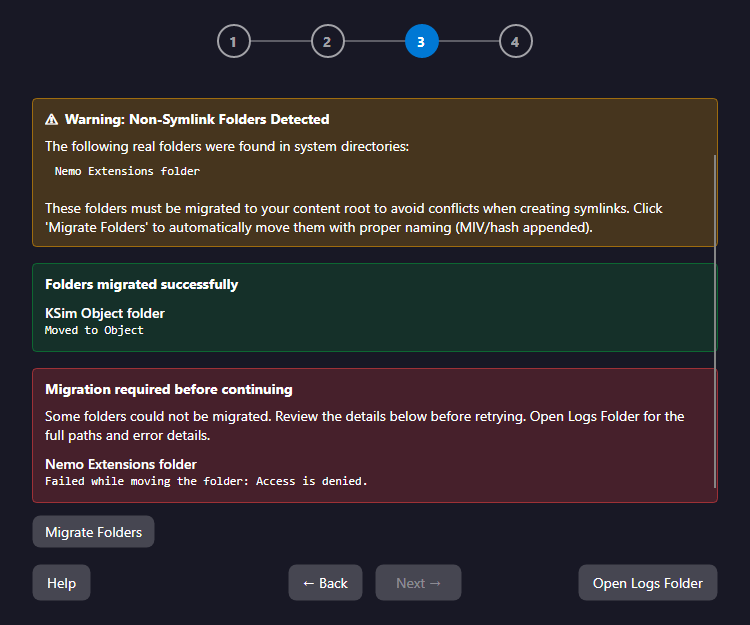 1 2 3 4
⚠ Warning: Non-Symlink Folders Detected
The following real folders were found in system directories:
Nemo Extensions folder
These folders must be migrated to your content root to avoid conflicts when creating symlinks. Click
'Migrate Folders' to automatically move them with proper naming (MIV/hash appended).
Folders migrated successfully
KSim Object folder
Moved to Object
Migration required before continuing
Some folders could not be migrated. Review the details below before retrying. Open Logs Folder for the
full paths and error details.
Nemo Extensions folder
Failed while moving the folder: Access is denied.
Migrate Folders
Help ← Back Next → Open Logs Folder